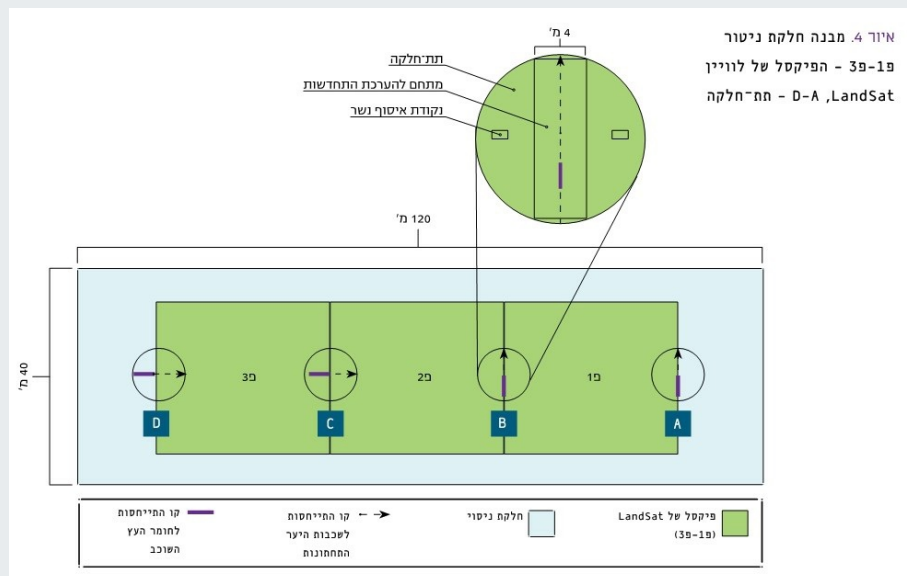 איור 4. מבנה חלקת ניטור
פ1-פ3 - הפיקסל של לוויין
LandSat, D-A - תת־חלקה
4 מ'
תת־חלקה
מתחם להערכת התחדשות
נקודת איסוף נשר
120 מ'
40 מ'
פ3
פ2
פ1
D
C
B
A
פיקסל של LandSat
(פ1-פ3)
חלקת ניסוי
קו התייחסות
לשכבות היער
התחתונות
קו התייחסות
לחומר העץ
השוכב